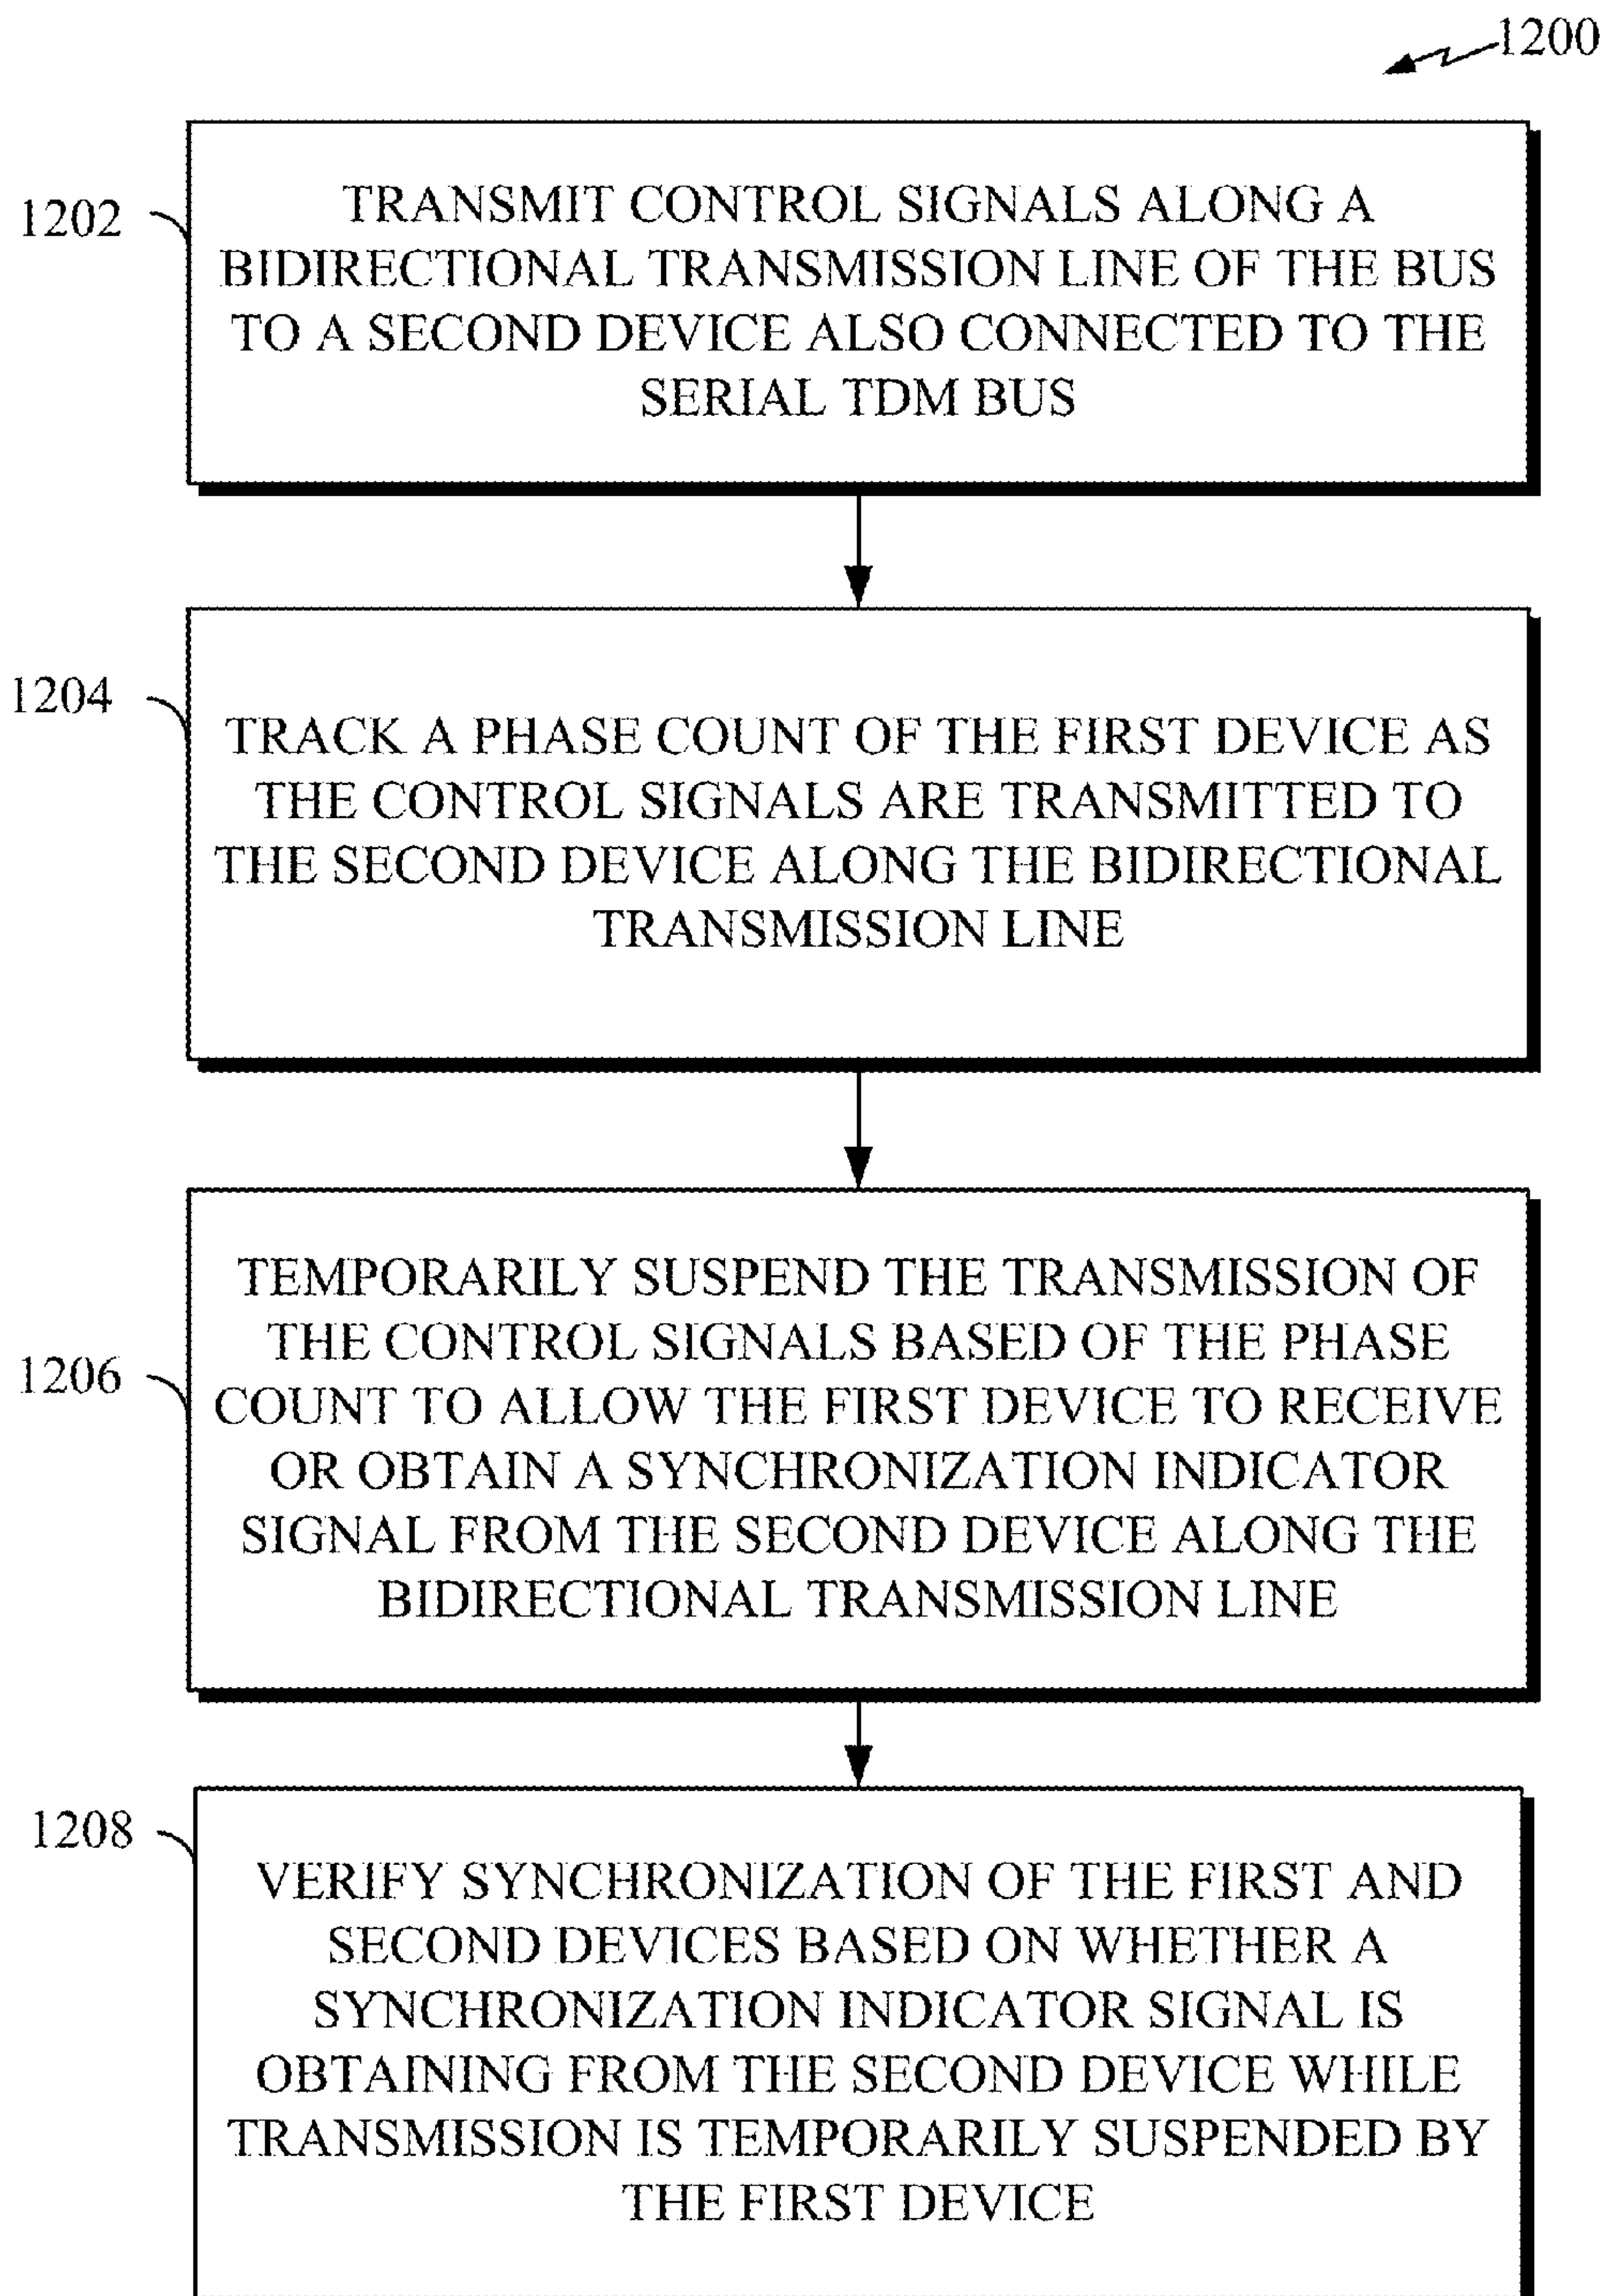 1200
1202
TRANSMIT CONTROL SIGNALS ALONG A
BIDIRECTIONAL TRANSMISSION LINE OF THE BUS
TO A SECOND DEVICE ALSO CONNECTED TO THE
SERIAL TDM BUS
1204
TRACK A PHASE COUNT OF THE FIRST DEVICE AS
THE CONTROL SIGNALS ARE TRANSMITTED TO
THE SECOND DEVICE ALONG THE BIDIRECTIONAL
TRANSMISSION LINE
1206
TEMPORARILY SUSPEND THE TRANSMISSION OF
THE CONTROL SIGNALS BASED OF THE PHASE
COUNT TO ALLOW THE FIRST DEVICE TO RECEIVE
OR OBTAIN A SYNCHRONIZATION INDICATOR
SIGNAL FROM THE SECOND DEVICE ALONG THE
BIDIRECTIONAL TRANSMISSION LINE
1208
VERIFY SYNCHRONIZATION OF THE FIRST AND
SECOND DEVICES BASED ON WHETHER A
SYNCHRONIZATION INDICATOR SIGNAL IS
OBTAINING FROM THE SECOND DEVICE WHILE
TRANSMISSION IS TEMPORARILY SUSPENDED BY
THE FIRST DEVICE